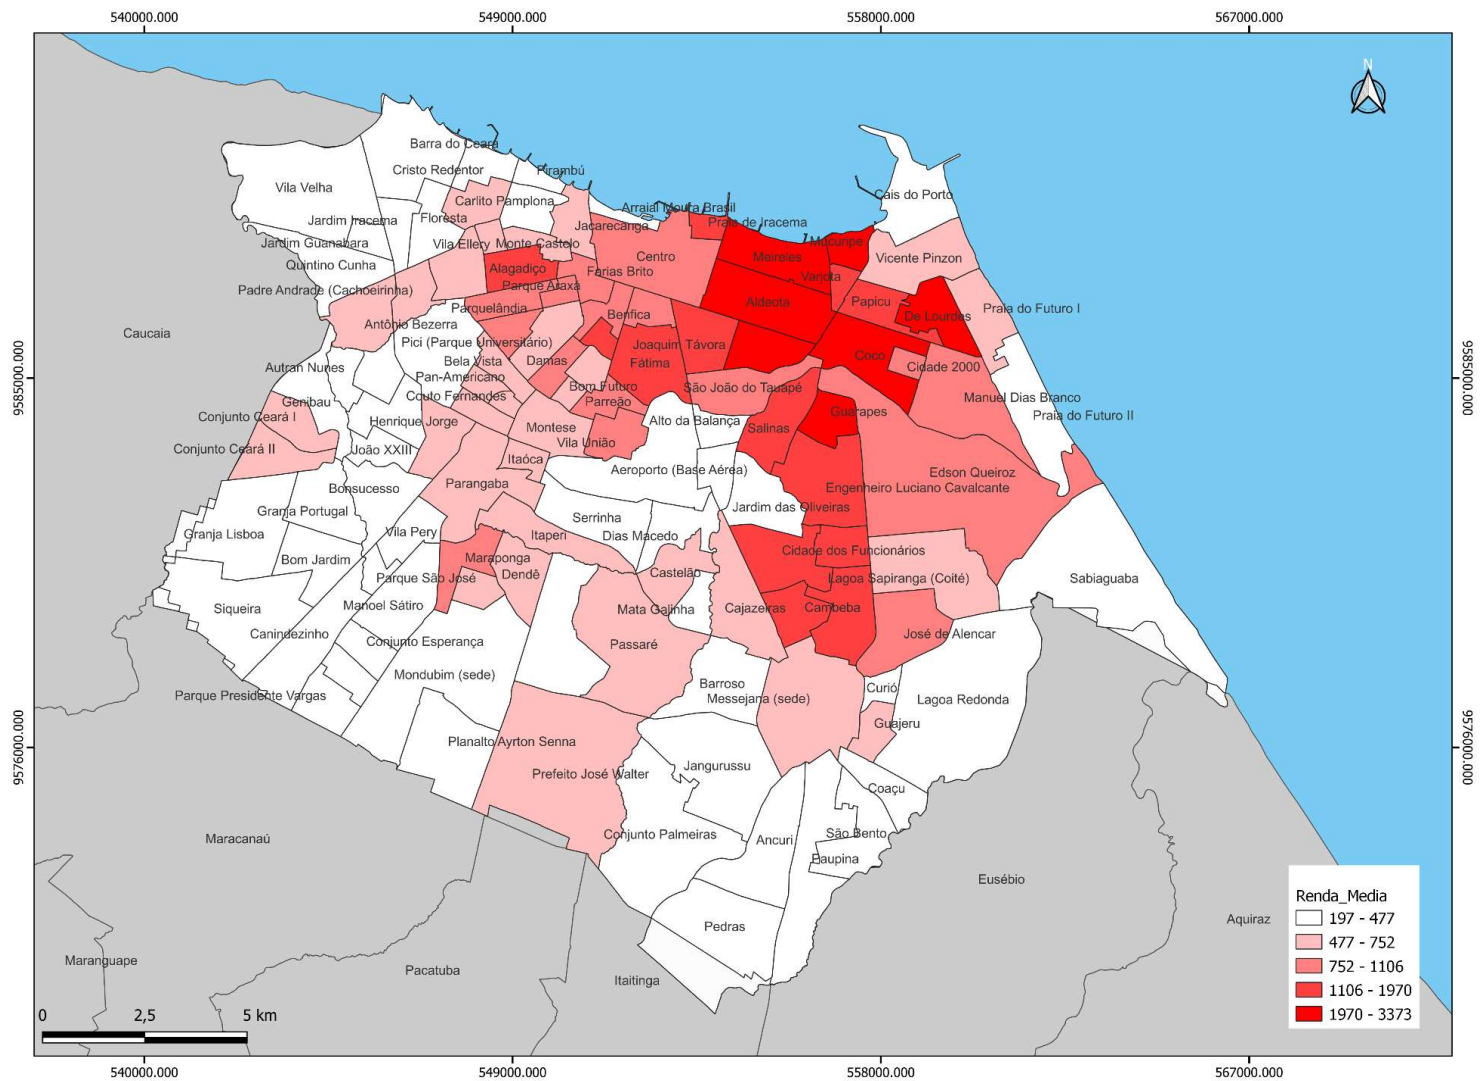 540000.000
549000.000
558000.000
567000.000
N
Barra do Ceará
Cristo Redentor
Pirambú
Vila Velha
Carlito Pamplona
Cais do Porto
Arraial Moura Brasil
Jardim Iracema
Floresta
Jacarecanga
Praia de Iracema
Jardim Guanabara
Vila Ellery
Monte Castelo
Mucuripe
Quintino Cunha
Alagadiço
Farias Brito
Centro
Meireles
Vicente Pinzon
Varjota
Padre Andrade (Cachoeirinha)
Parque Araxá
Parquelândia
Aldeota
Papicu
Praia do Futuro I
De Lourdes
Benfica
Caucaia
Antônio Bezerra
Pici (Parque Universitário)
Joaquim Távora
Coco
Bela Vista
Damas
Fátima
Cidade 2000
Autran Nunes
Pan-Americano
Bom Futuro
São João do Tauapé
Genibau
Couto Fernandes
Parreão
Manuel Dias Branco
Conjunto Ceará I
Henrique Jorge
Montese
Alto da Balança
Salinas
Guarapes
Praia do Futuro II
Conjunto Ceará II
João XXIII
Vila União
Itaóca
Aeroporto (Base Aérea)
Edson Queiroz
Bonsucesso
Parangaba
Engenheiro Luciano Cavalcante
Granja Portugal
Serrinha
Jardim das Oliveiras
Granja Lisboa
Vila Pery
Itaperi
Dias Macedo
Bom Jardim
Maraponga
Cidade dos Funcionários
Parque São José
Dendê
Castelão
Lagoa Sapiranga (Coité)
Sabiaguaba
Siqueira
Manoel Sátiro
Mata Galinha
Cajazeiras
Cambeba
Canindezinho
Conjunto Esperança
Passaré
José de Alencar
Mondubim (sede)
Barroso
Curió
Parque Presidente Vargas
Messejana (sede)
Lagoa Redonda
Guajeru
Planalto Ayrton Senna
Prefeito José Walter
Jangurussu
Coaçu
Maracanaú
Conjunto Palmeiras
Ancuri
São Bento
Paupina
Eusébio
Pedras
Aquiraz
Maranguape
Pacatuba
Itaitinga
9585000.000
9576000.000
9585000.000
9576000.000
Renda_Media
197 - 477
477 - 752
752 - 1106
1106 - 1970
1970 - 3373
0 2,5 5 km
540000.000
549000.000
558000.000
567000.000